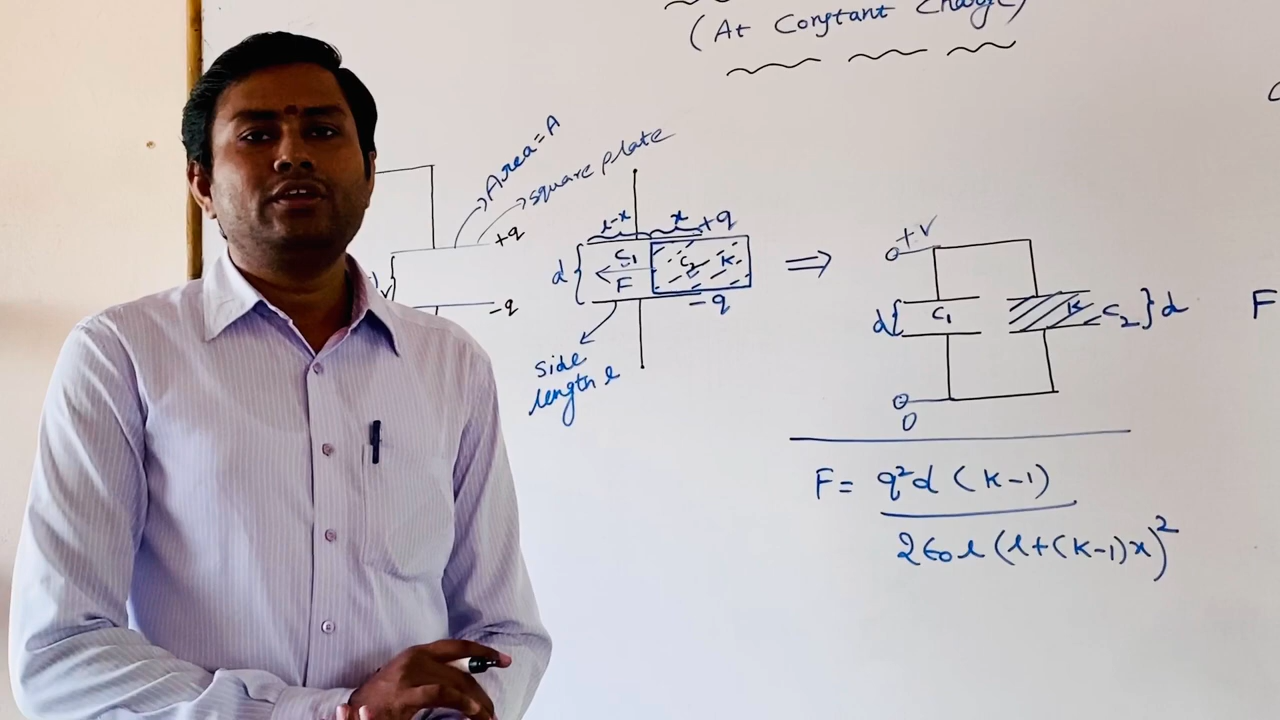 (At Constant Charge)
Area=A
square plate
+q
-q
V
l-x
x
+q
d
C₁
C₂
K
F
-q
side
length l
+V
d
C₁
K
C₂
d
0
F
F= q²d (K-1)
2ϵ₀l (l+(K-1)x)²